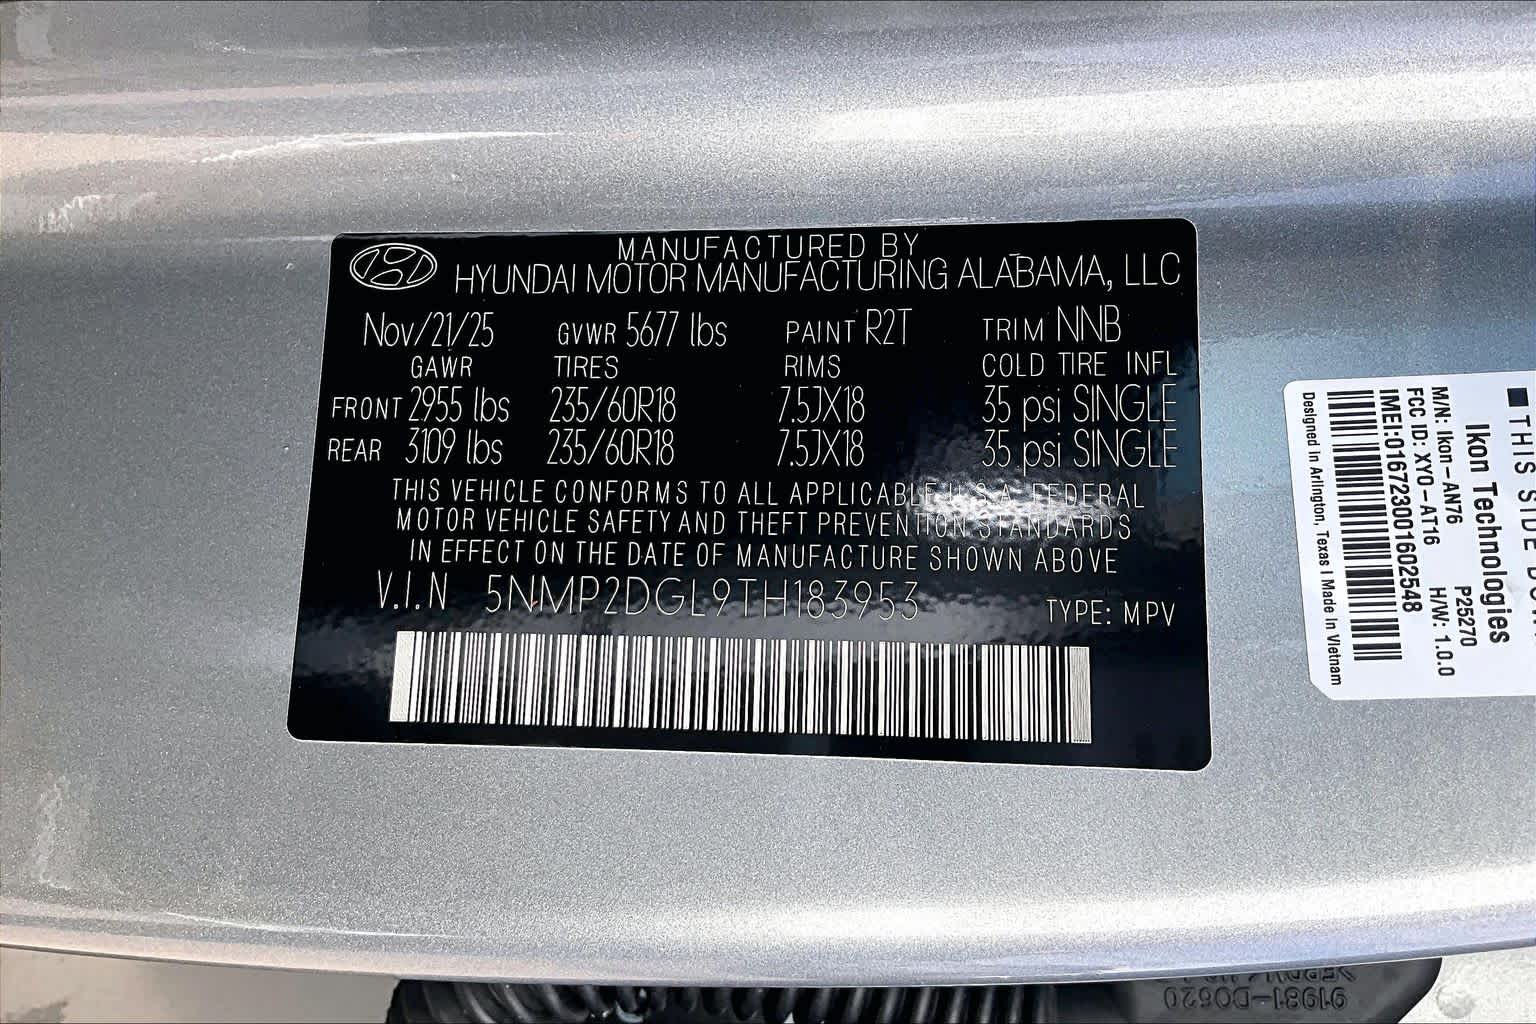 MANUFACTURED BY
HYUNDAI MOTOR MANUFACTURING ALABAMA, LLC
Nov/21/25 GVWR 5677 lbs PAINT R2T TRIM NNB
GAWR TIRES RIMS COLD TIRE INFL
FRONT 2955 lbs 235/60R18 7.5JX18 35 psi SINGLE
REAR 3109 lbs 235/60R18 7.5JX18 35 psi SINGLE
THIS VEHICLE CONFORMS TO ALL APPLICABLE U.S.A. FEDERAL
MOTOR VEHICLE SAFETY AND THEFT PREVENTION STANDARDS
IN EFFECT ON THE DATE OF MANUFACTURE SHOWN ABOVE
V.I.N 5NMP2DGL9TH183953 TYPE: MPV
THIS SIDE
Ikon Technologies
M/N: Ikon-AN76 P25270
FCC ID: XYO-AT16 H/W: 1.0.0
IMEI:016723001602548
Designed in Arlington, Texas | Made in Vietnam
91981-DO820